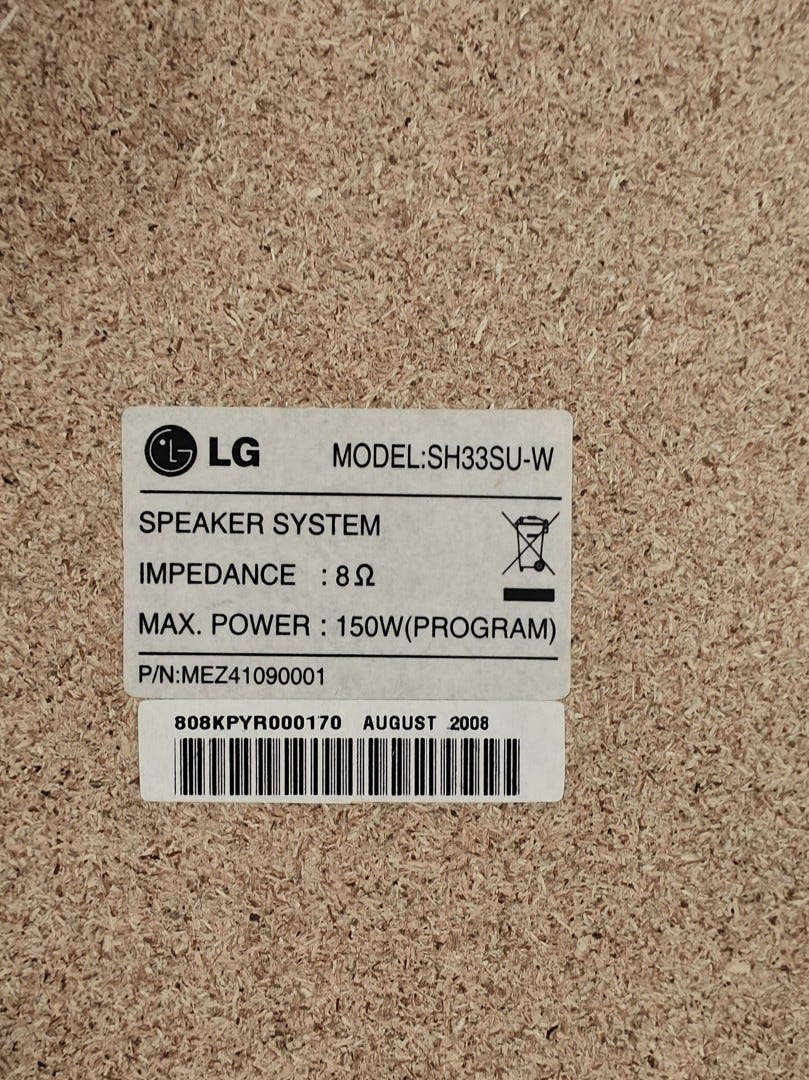 LG MODEL:SH33SU-W
SPEAKER SYSTEM
IMPEDANCE : 8Ω
MAX. POWER : 150W(PROGRAM)
P/N:MEZ41090001
808KPYR000170 AUGUST 2008